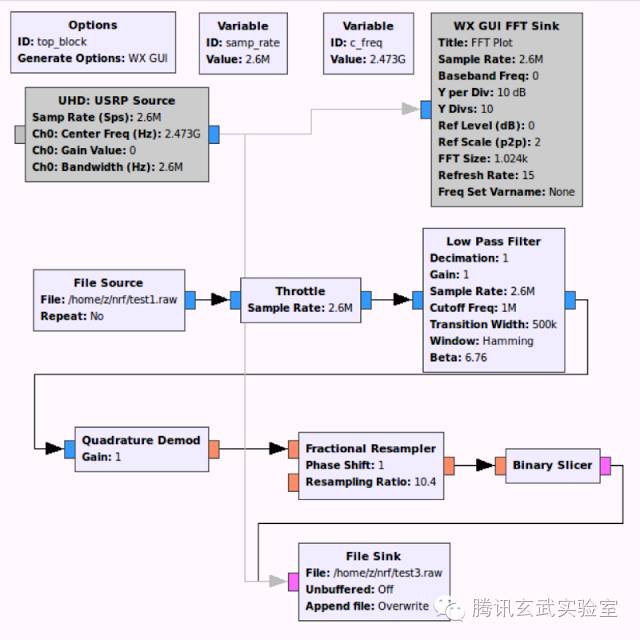 Options
ID: top_block
Generate Options: WX GUI
Variable
ID: samp_rate
Value: 2.6M
Variable
ID: c_freq
Value: 2.473G
WX GUI FFT Sink
Title: FFT Plot
Sample Rate: 2.6M
Baseband Freq: 0
Y per Div: 10 dB
Y Divs: 10
Ref Level (dB): 0
Ref Scale (p2p): 2
FFT Size: 1.024k
Refresh Rate: 15
Freq Set Varname: None
UHD: USRP Source
Samp Rate (Sps): 2.6M
Ch0: Center Freq (Hz): 2.473G
Ch0: Gain Value: 0
Ch0: Bandwidth (Hz): 2.6M
File Source
File: /home/z/nrf/test1.raw
Repeat: No
Throttle
Sample Rate: 2.6M
Low Pass Filter
Decimation: 1
Gain: 1
Sample Rate: 2.6M
Cutoff Freq: 1M
Transition Width: 500k
Window: Hamming
Beta: 6.76
Quadrature Demod
Gain: 1
Fractional Resampler
Phase Shift: 1
Resampling Ratio: 10.4
Binary Slicer
File Sink
File: /home/z/nrf/test3.raw
Unbuffered: Off
Append file: Overwrite
腾讯玄武实验室